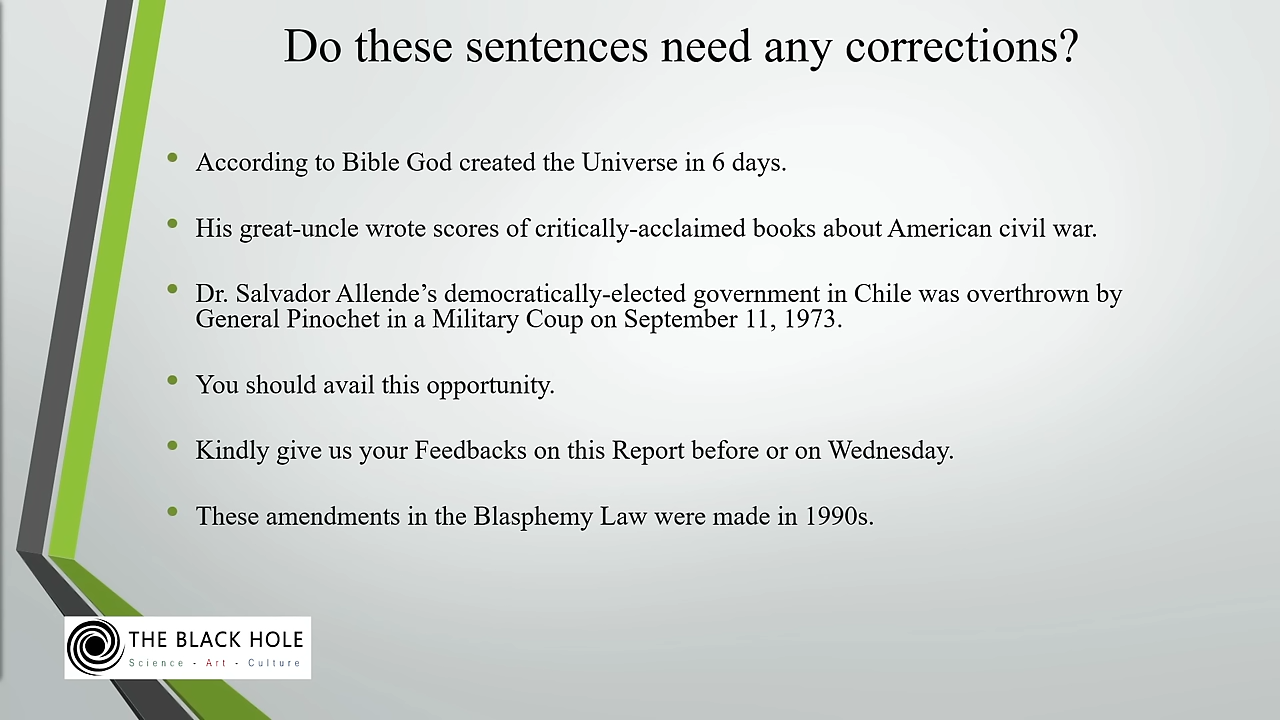 Do these sentences need any corrections?
• According to Bible God created the Universe in 6 days.
• His great-uncle wrote scores of critically-acclaimed books about American civil war.
• Dr. Salvador Allende’s democratically-elected government in Chile was overthrown by
General Pinochet in a Military Coup on September 11, 1973.
• You should avail this opportunity.
• Kindly give us your Feedbacks on this Report before or on Wednesday.
• These amendments in the Blasphemy Law were made in 1990s.
THE BLACK HOLE
Science - Art - Culture